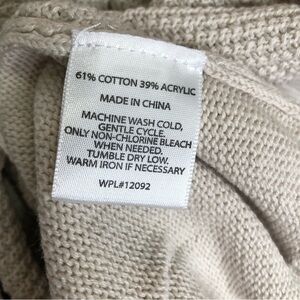 61% COTTON 39% ACRYLIC
MADE IN CHINA
MACHINE WASH COLD,
GENTLE CYCLE.
ONLY NON-CHLORINE BLEACH
WHEN NEEDED.
TUMBLE DRY LOW.
WARM IRON IF NECESSARY
WPL#12092